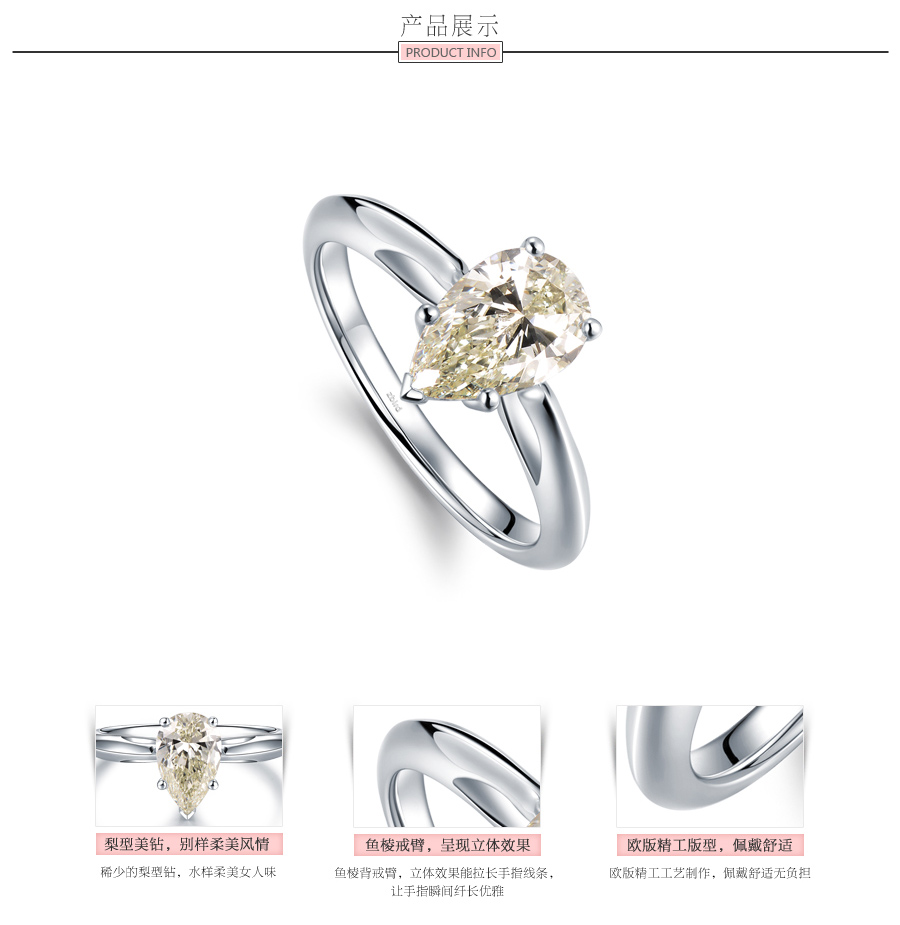 产品展示
PRODUCT INFO
梨型美钻，别样柔美风情
稀少的梨型钻，水样柔美女人味
鱼棱戒臂，呈现立体效果
鱼棱背戒臂，立体效果能拉长手指线条，
让手指瞬间纤长优雅
欧版精工版型，佩戴舒适
欧版精工工艺制作，佩戴舒适无负担